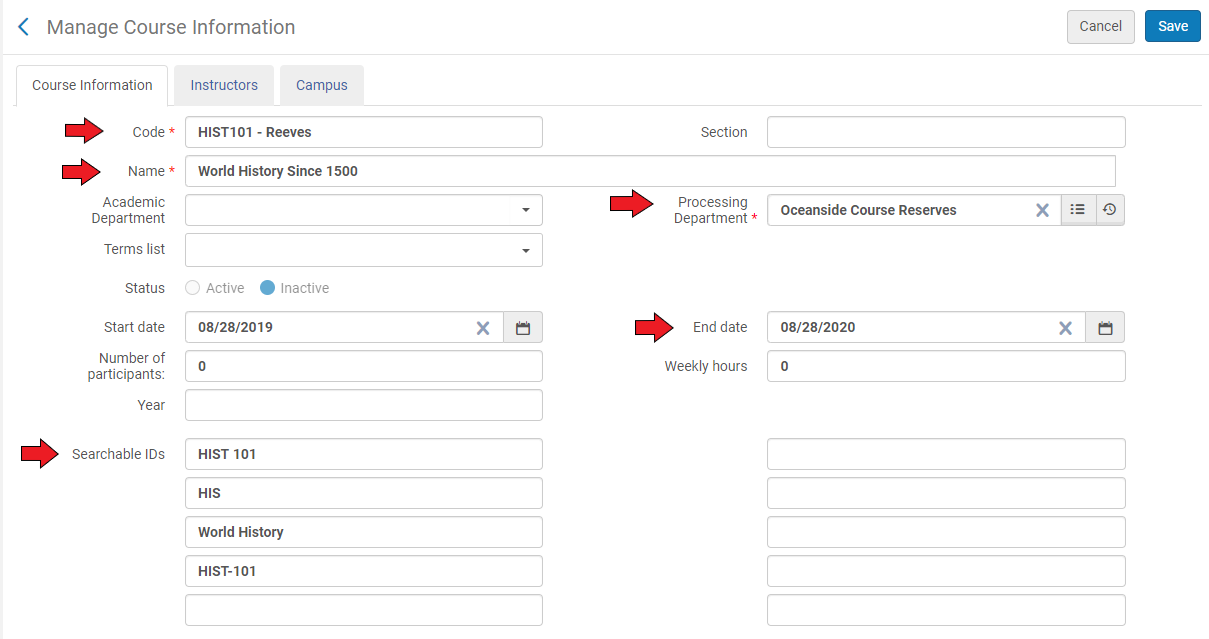 Manage Course Information
Cancel
Save
Course Information
Instructors
Campus
Code *
HIST101 - Reeves
Section
Name *
World History Since 1500
Academic
Department
Processing
Department *
Oceanside Course Reserves
Terms list
Status
Active
Inactive
Start date
08/28/2019
End date
08/28/2020
Number of
participants:
0
Weekly hours
0
Year
Searchable IDs
HIST 101
HIS
World History
HIST-101